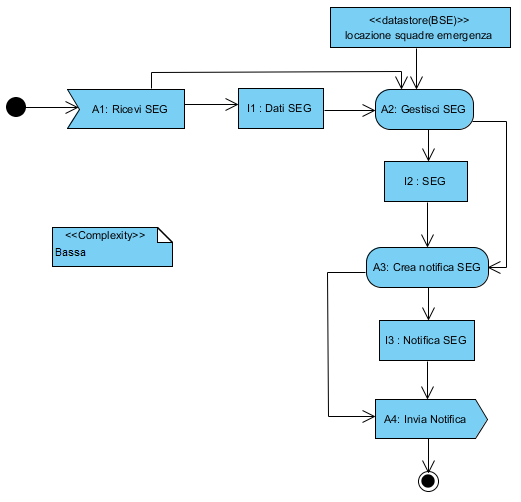 <<datastore(BSE)>>
locazione squadre emergenza
A1: Ricevi SEG
I1 : Dati SEG
A2: Gestisci SEG
I2 : SEG
<<Complexity>>
Bassa
A3: Crea notifica SEG
I3 : Notifica SEG
A4: Invia Notifica